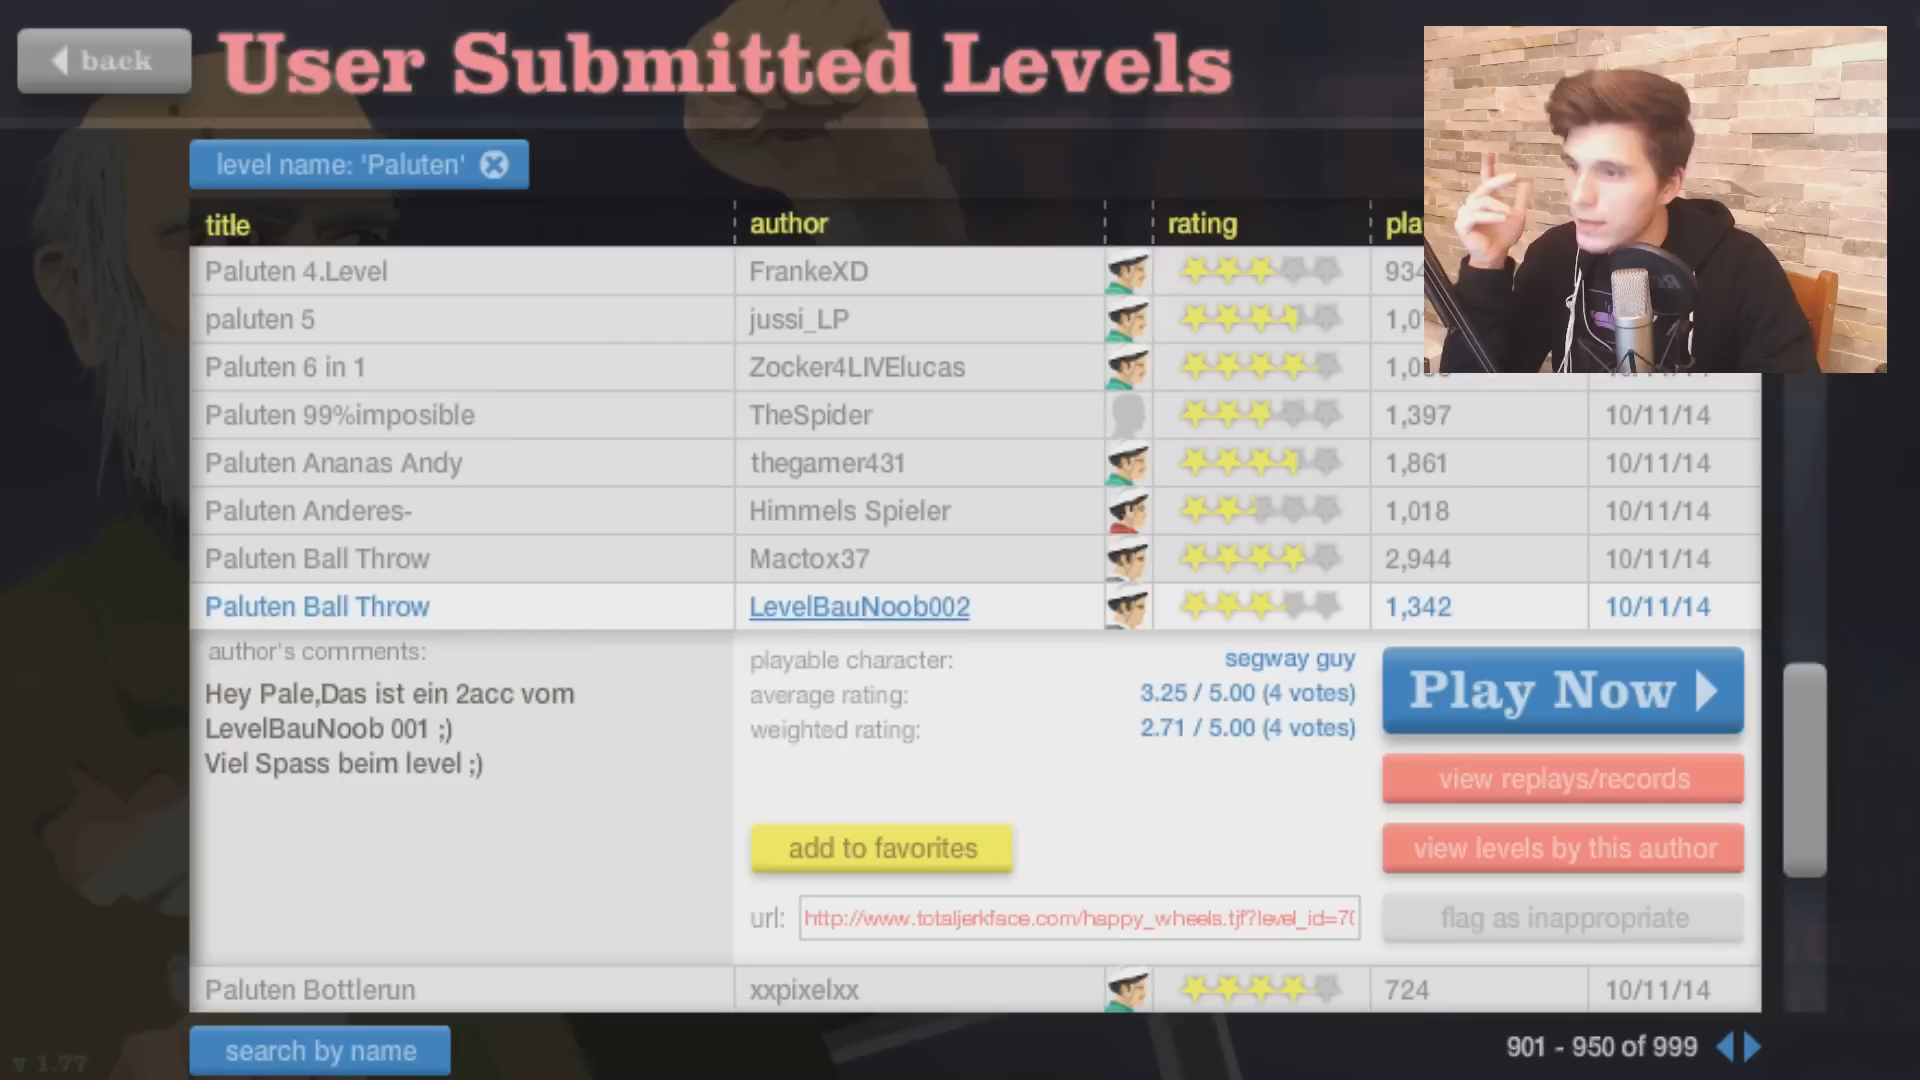 back
User Submitted Levels
level name: 'Paluten'
title author rating
Paluten 4.Level FrankeXD
paluten 5 jussi_LP
Paluten 6 in 1 Zocker4LIVElucas
Paluten 99%imposible TheSpider 1,397 10/11/14
Paluten Ananas Andy thegamer431 1,861 10/11/14
Paluten Anderes- Himmels Spieler 1,018 10/11/14
Paluten Ball Throw Mactox37 2,944 10/11/14
Paluten Ball Throw LevelBauNoob002 1,342 10/11/14
author's comments:
Hey Pale,Das ist ein 2acc vom
LevelBauNoob 001 ;)
Viel Spass beim level ;)
playable character: segway guy
average rating: 3.25 / 5.00 (4 votes)
weighted rating: 2.71 / 5.00 (4 votes)
Play Now
view replays/records
add to favorites
view levels by this author
url: http://www.totaljerkface.com/happy_wheels.tjf?level_id=7
flag as inappropriate
Paluten Bottlerun xxpixelxx 724 10/11/14
search by name
901 - 950 of 999
v 1.77